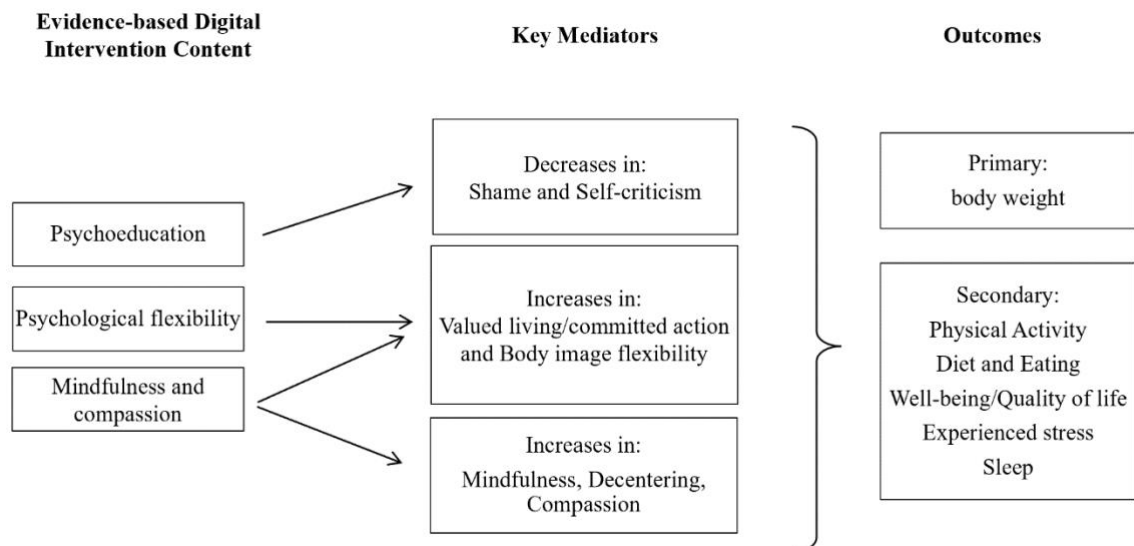 Evidence-based Digital
Intervention Content
Key Mediators
Outcomes
Psychoeducation
Psychological flexibility
Mindfulness and
compassion
Decreases in:
Shame and Self-criticism
Increases in:
Valued living/committed action
and Body image flexibility
Increases in:
Mindfulness, Decentering,
Compassion
Primary:
body weight
Secondary:
Physical Activity
Diet and Eating
Well-being/Quality of life
Experienced stress
Sleep